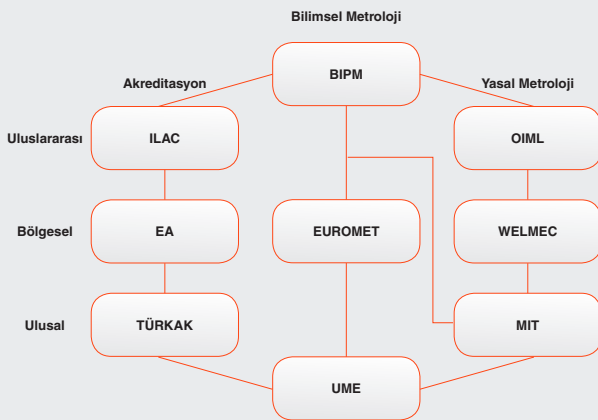 Bilimsel Metroloji
BIPM
Akreditasyon
Yasal Metroloji
Uluslararası
ILAC
OIML
Bölgesel
EA
EUROMET
WELMEC
Ulusal
TÜRKAK
MIT
UME